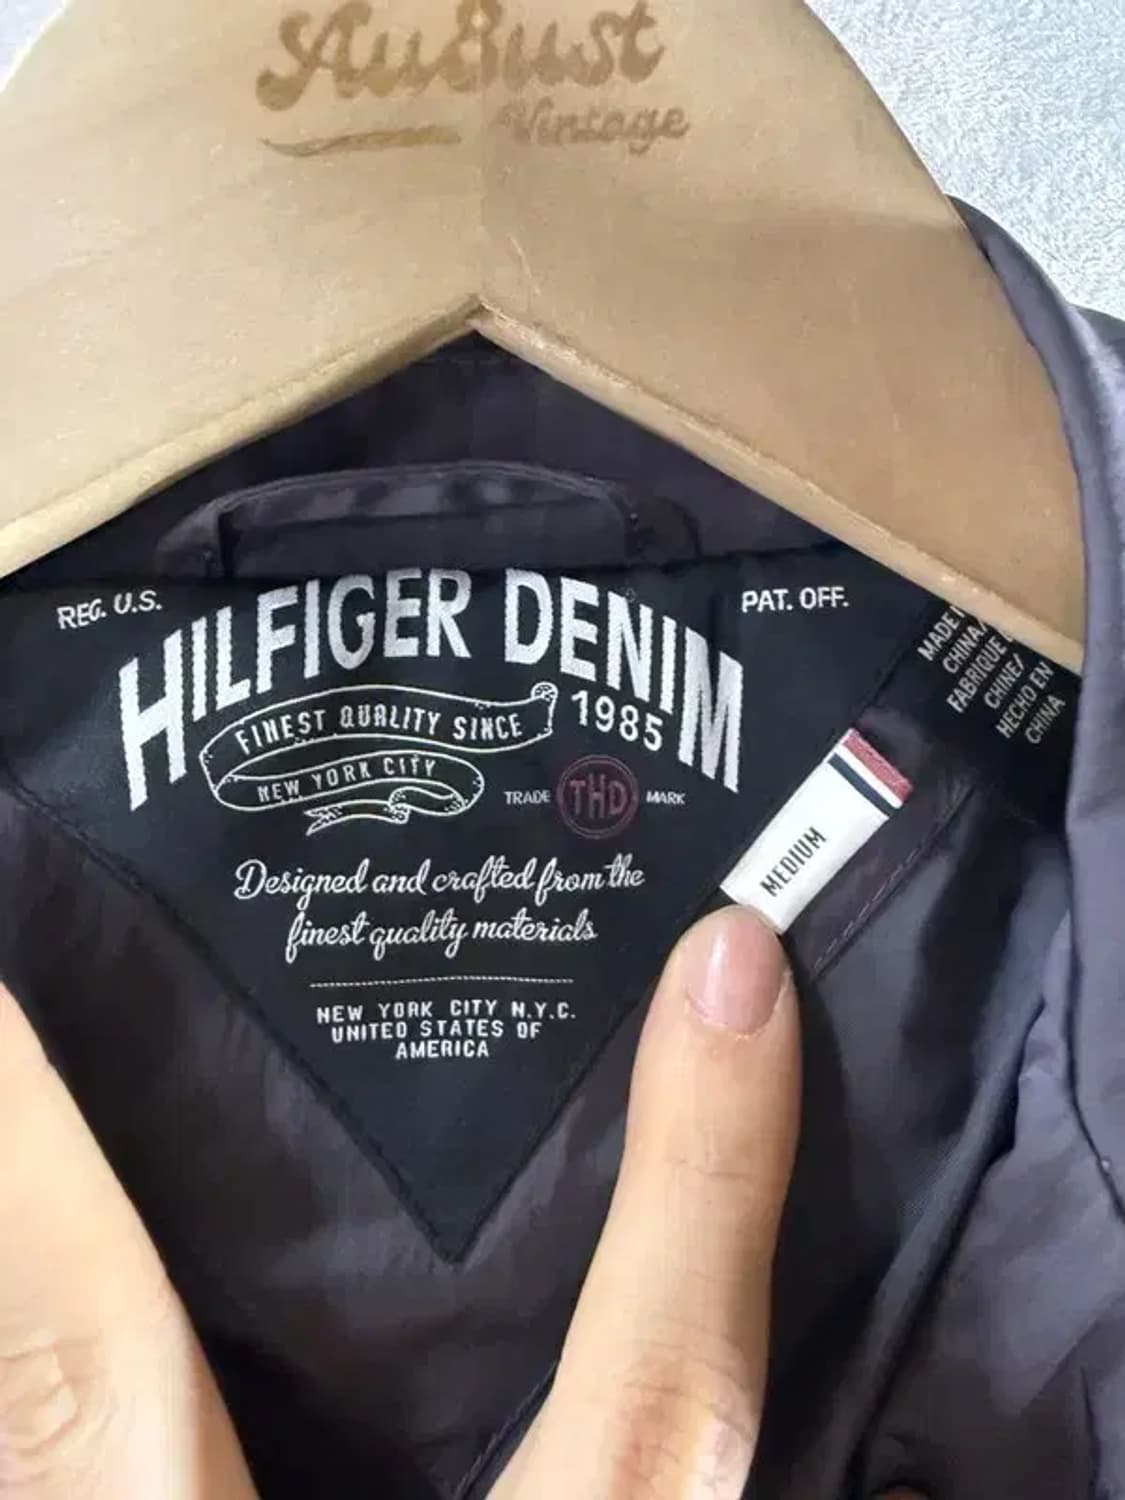 August
Vintage
REG. U.S.
PAT. OFF.
HILFIGER DENIM
FINEST QUALITY SINCE
1985
NEW YORK CITY
TRADE THD MARK
Designed and crafted from the
finest quality materials
NEW YORK CITY N.Y.C.
UNITED STATES OF
AMERICA
MEDIUM
MADE
CHINA/
FABRIQUE
CHINE/
HECHO EN
CHINA